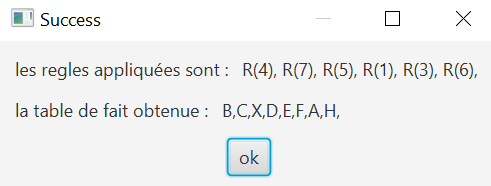 Success
les regles appliquées sont : R(4), R(7), R(5), R(1), R(3), R(6),
la table de fait obtenue : B,C,X,D,E,F,A,H,
ok